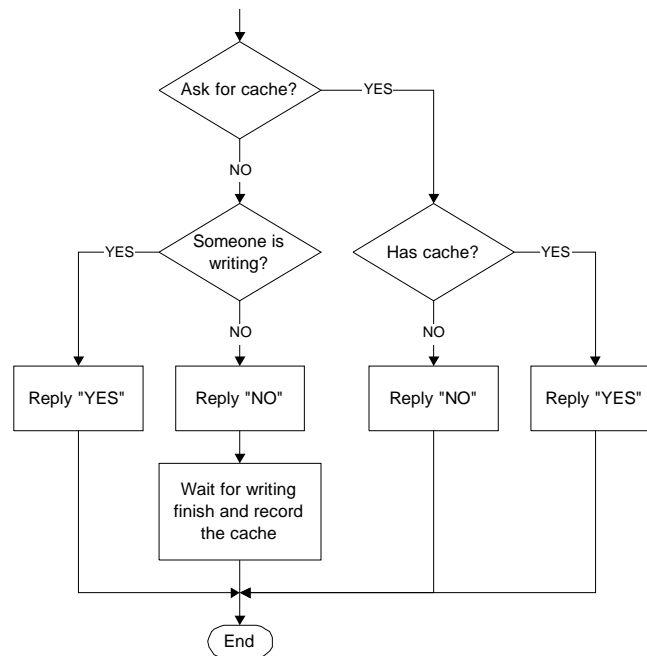 Ask for cache?
YES
NO
Someone is
writing?
Has cache?
YES
YES
NO
NO
Reply "YES"
Reply "NO"
Reply "NO"
Reply "YES"
Wait for writing
finish and record
the cache
End